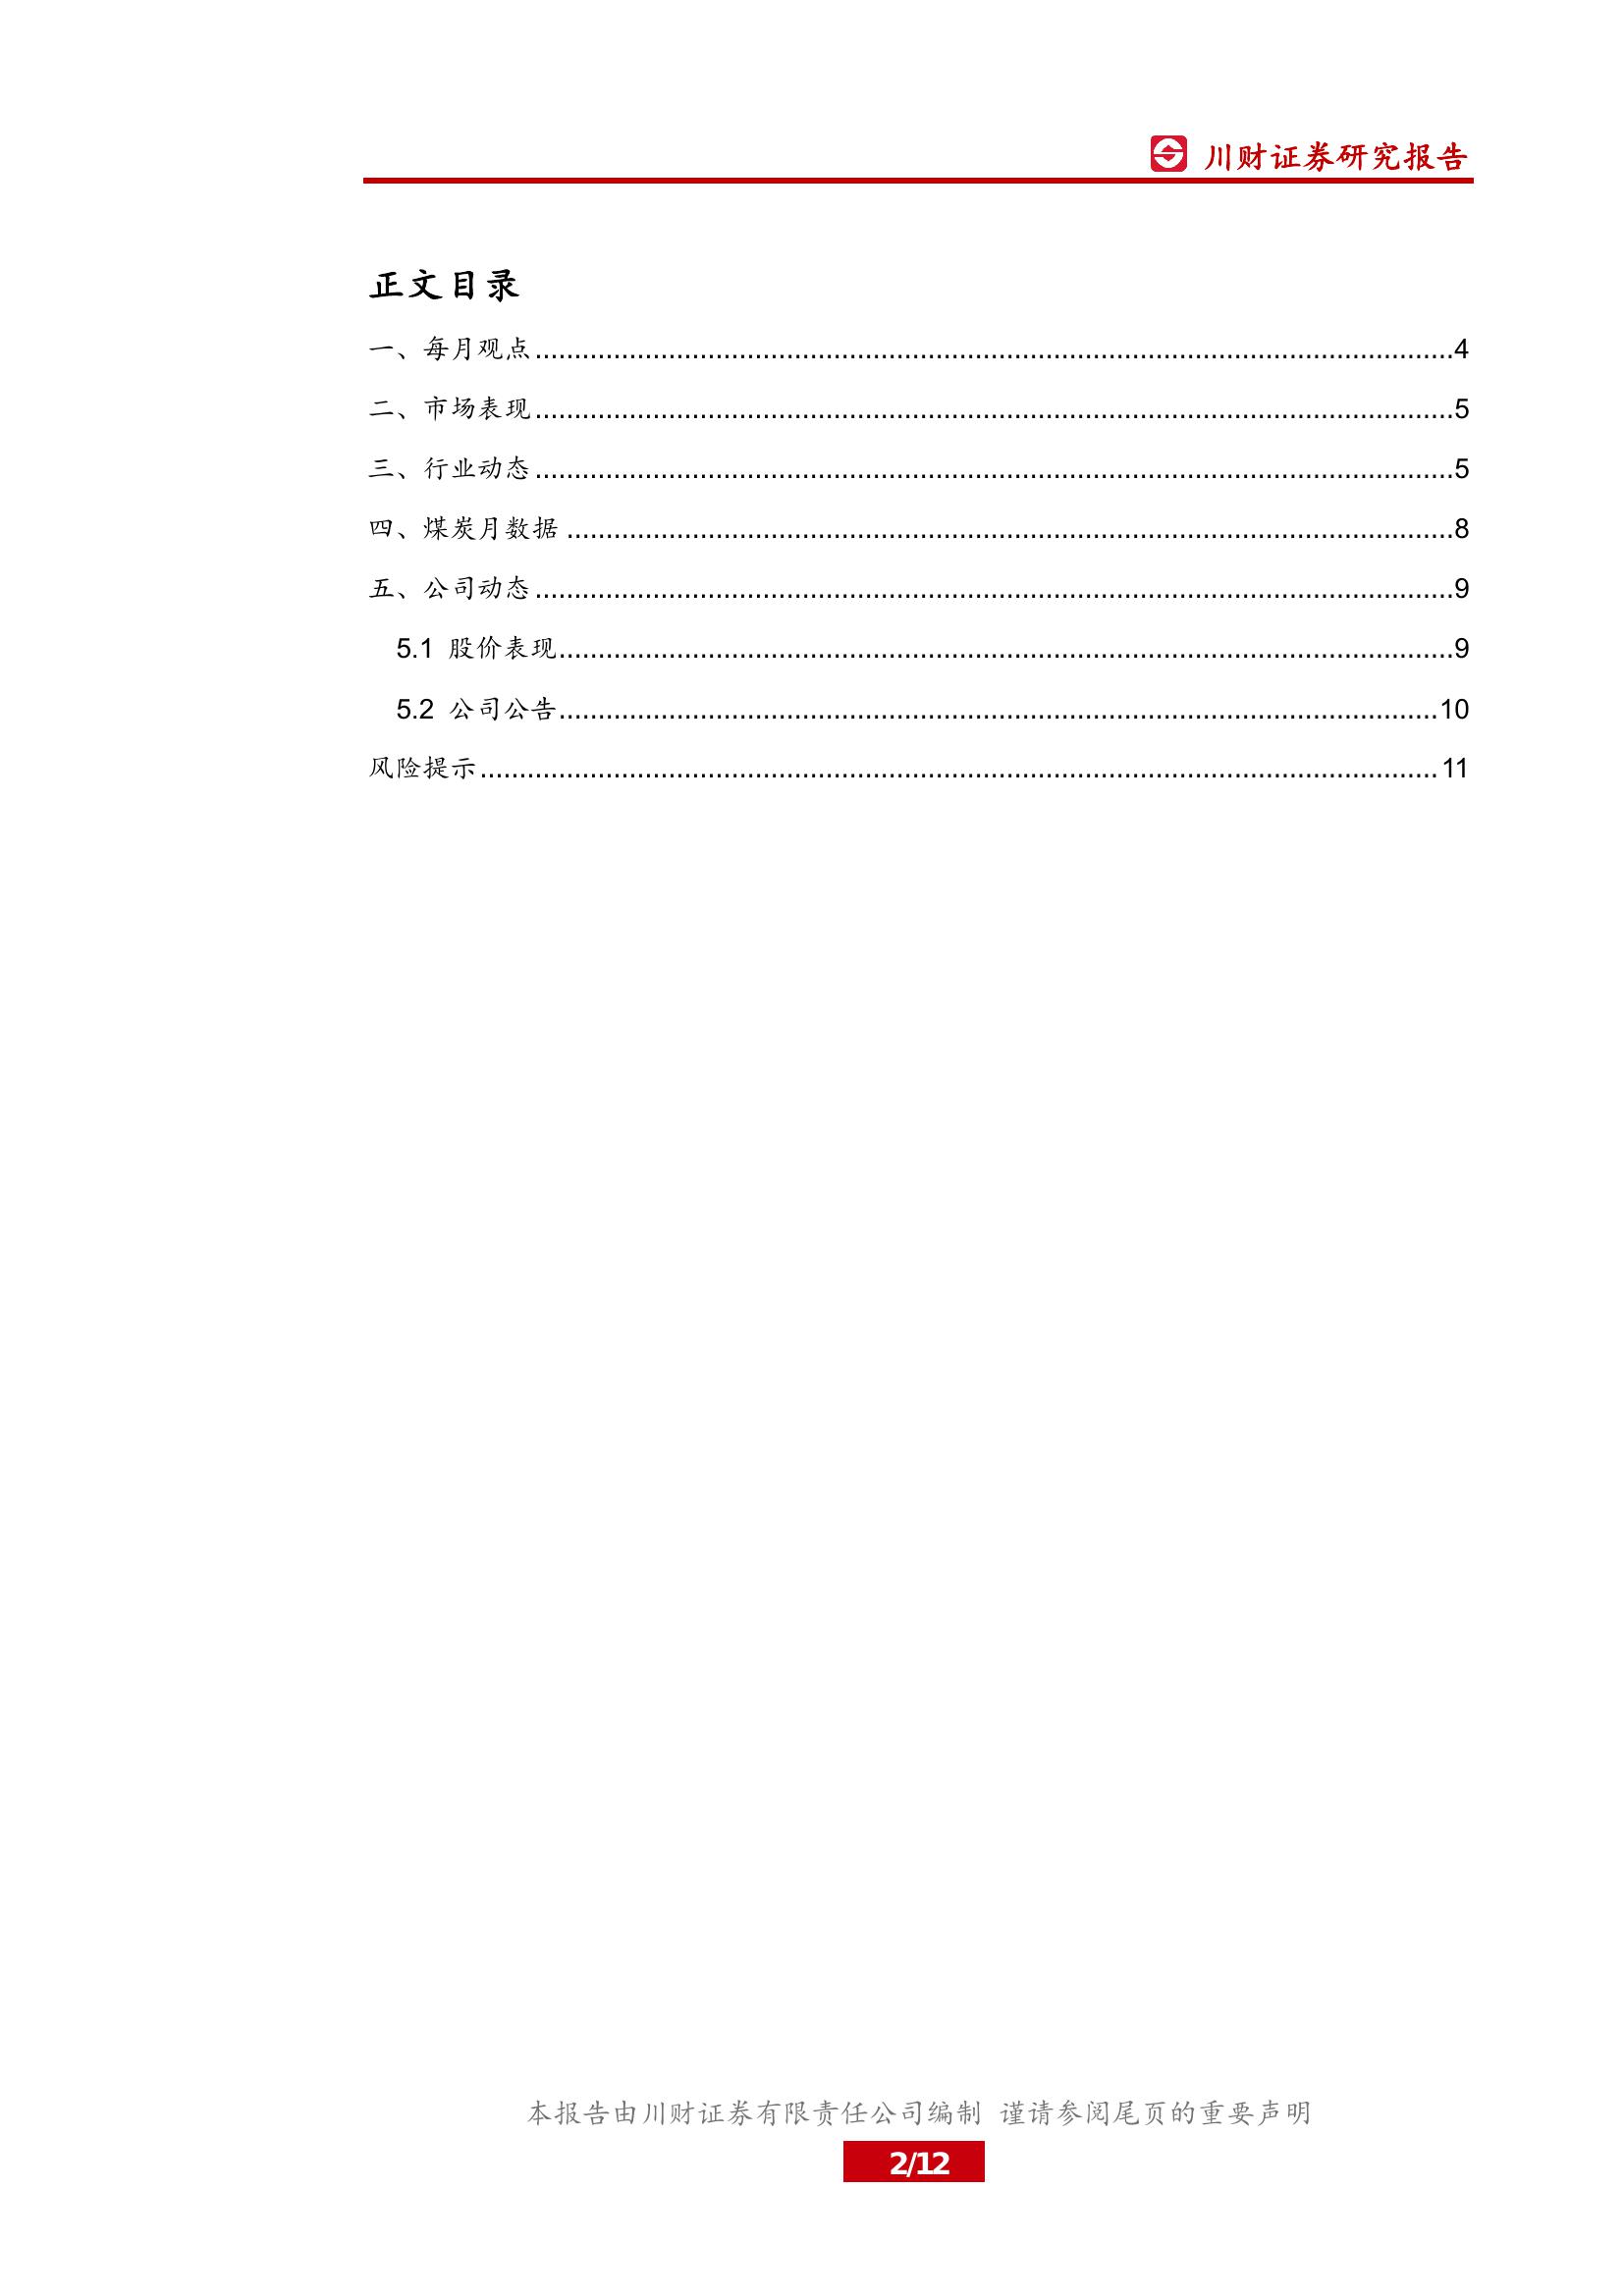 川财证券研究报告
正文目录
一、每月观点....................4
二、市场表现....................5
三、行业动态....................5
四、煤炭月数据....................8
五、公司动态....................9
5.1 股价表现....................9
5.2 公司公告....................10
风险提示....................11
本报告由川财证券有限责任公司编制 谨请参阅尾页的重要声明
2/12